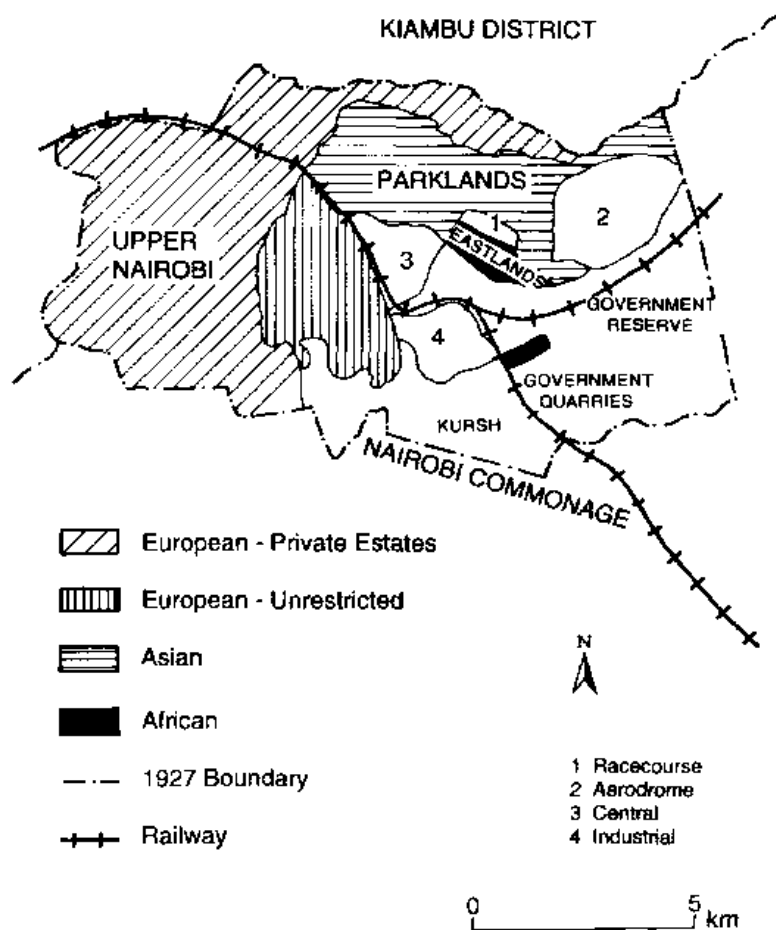 KIAMBU DISTRICT
PARKLANDS
1
2
UPPER
NAIROBI
EASTLANDS
3
GOVERNMENT
RESERVE
4
GOVERNMENT
QUARRIES
KURSH
NAIROBI COMMONAGE
European - Private Estates
European - Unrestricted
Asian
African
1927 Boundary
Railway
N
1 Racecourse
2 Aerodrome
3 Central
4 Industrial
0 5
km